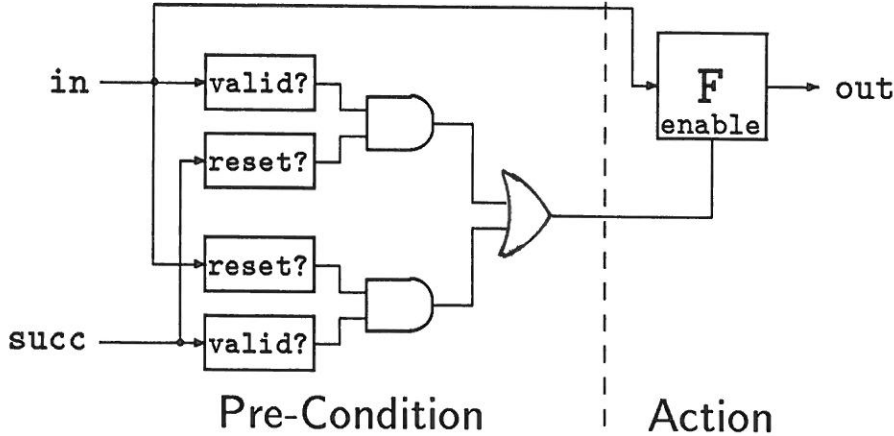 in
valid?
reset?
reset?
succ
valid?
F
enable
out
Pre-Condition
Action